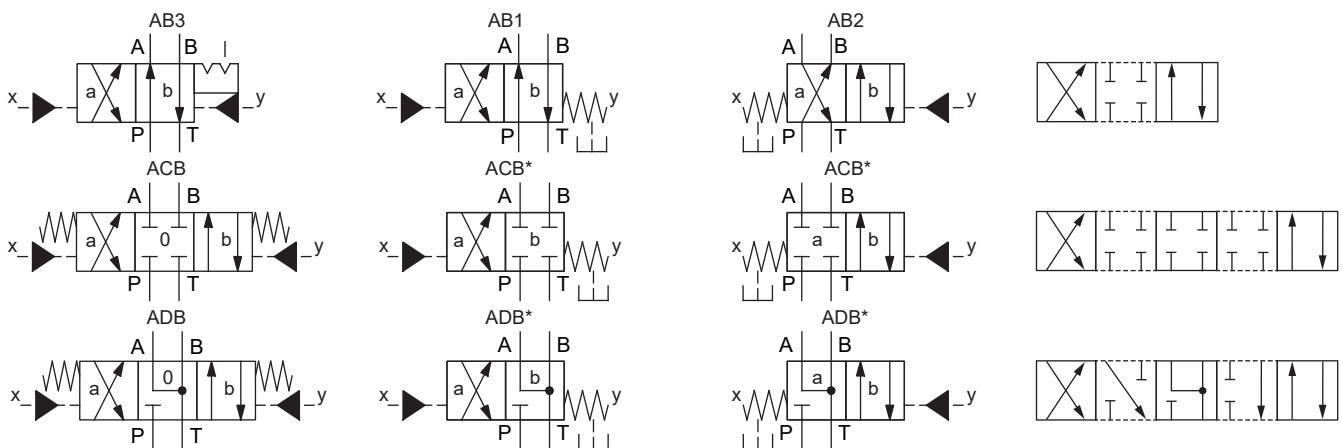 AB3 AB1 AB2
A B A B A B
x a b y x a b y x a b y
P T P T P T
ACB ACB* ACB*
A B A B A B
x a 0 b y x a b y x a b y
P T P T P T
ADB ADB* ADB*
A B A B A B
x a 0 b y x a b y x a b y
P T P T P T